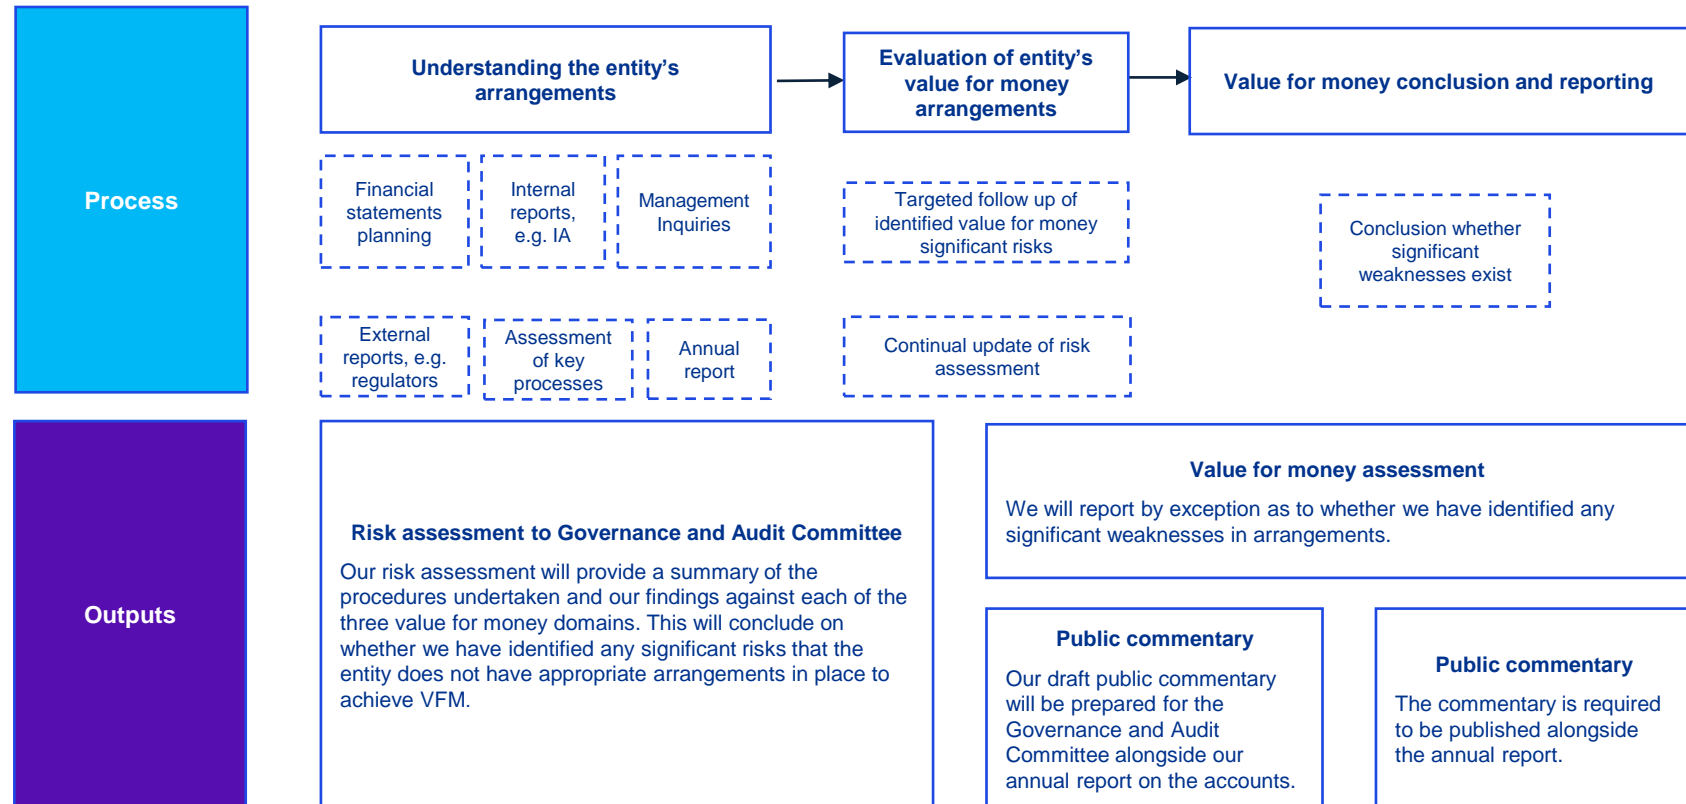 Process
Understanding the entity’s
arrangements
Evaluation of entity’s
value for money
arrangements
Value for money conclusion and reporting
Financial
statements
planning
Internal
reports,
e.g. IA
Management
Inquiries
Targeted follow up of
identified value for money
significant risks
Conclusion whether
significant
weaknesses exist
External
reports, e.g.
regulators
Assessment
of key
processes
Annual
report
Continual update of risk
assessment
Outputs
Risk assessment to Governance and Audit Committee
Our risk assessment will provide a summary of the
procedures undertaken and our findings against each of the
three value for money domains. This will conclude on
whether we have identified any significant risks that the
entity does not have appropriate arrangements in place to
achieve VFM.
Value for money assessment
We will report by exception as to whether we have identified any
significant weaknesses in arrangements.
Public commentary
Our draft public commentary
will be prepared for the
Governance and Audit
Committee alongside our
annual report on the accounts.
Public commentary
The commentary is required
to be published alongside
the annual report.